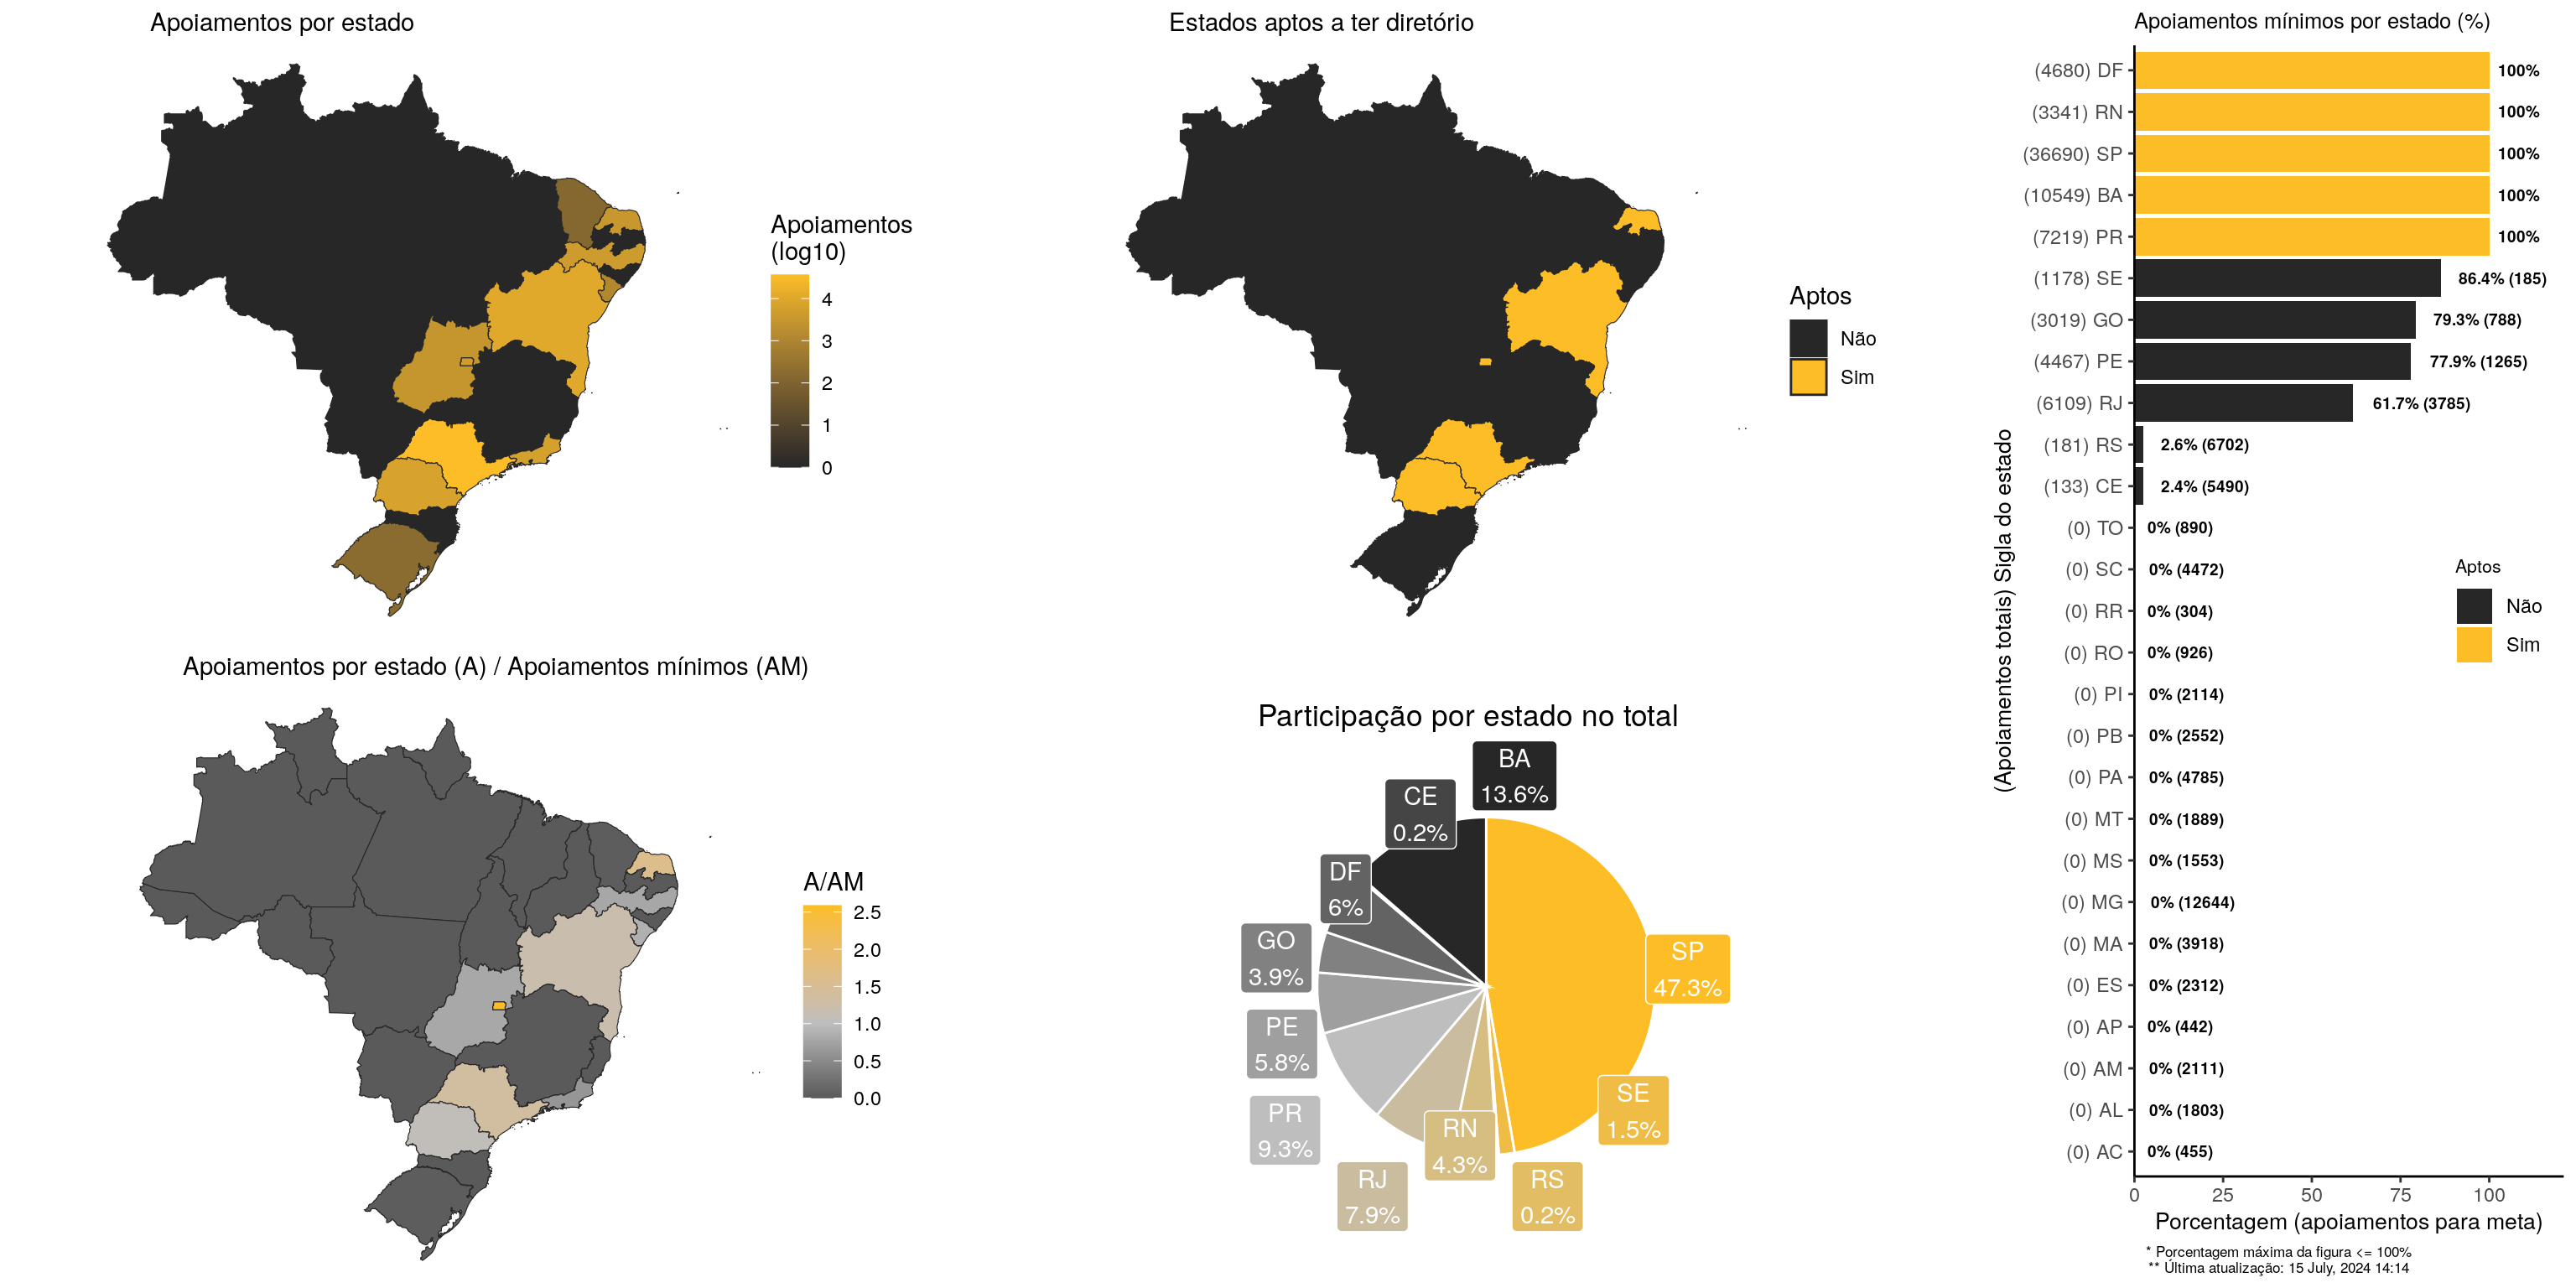 Apoiamentos por estado
Apoiamentos
(log10)
4
3
2
1
0
Estados aptos a ter diretório
Aptos
Não
Sim
Apoiamentos por estado (A) / Apoiamentos mínimos (AM)
A/AM
2.5
2.0
1.5
1.0
0.5
0.0
Participação por estado no total
BA
13.6%
CE
0.2%
DF
6%
GO
3.9%
PE
5.8%
PR
9.3%
RJ
7.9%
RN
4.3%
RS
0.2%
SE
1.5%
SP
47.3%
Apoiamentos mínimos por estado (%)
(Apoiamentos totais) Sigla do estado
(4680) DF 100%
(3341) RN 100%
(36690) SP 100%
(10549) BA 100%
(7219) PR 100%
(1178) SE 86.4% (185)
(3019) GO 79.3% (788)
(4467) PE 77.9% (1265)
(6109) RJ 61.7% (3785)
(181) RS 2.6% (6702)
(133) CE 2.4% (5490)
(0) TO 0% (890)
(0) SC 0% (4472)
(0) RR 0% (304)
(0) RO 0% (926)
(0) PI 0% (2114)
(0) PB 0% (2552)
(0) PA 0% (4785)
(0) MT 0% (1889)
(0) MS 0% (1553)
(0) MG 0% (12644)
(0) MA 0% (3918)
(0) ES 0% (2312)
(0) AP 0% (442)
(0) AM 0% (2111)
(0) AL 0% (1803)
(0) AC 0% (455)
Aptos
Não
Sim
0 25 50 75 100
Porcentagem (apoiamentos para meta)
* Porcentagem máxima da figura <= 100%
** Última atualização: 15 July, 2024 14:14